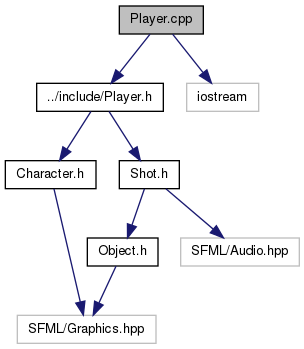 Player.cpp
../include/Player.h
iostream
Character.h
Shot.h
Object.h
SFML/Audio.hpp
SFML/Graphics.hpp